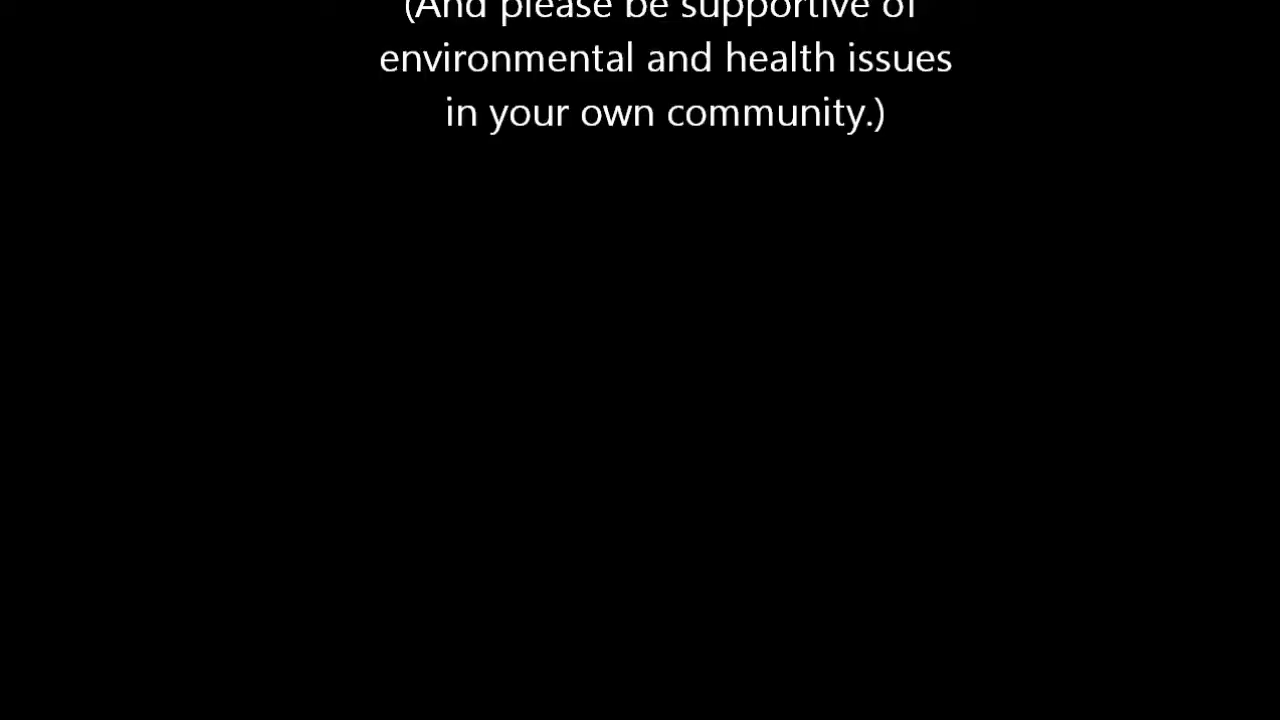 (And please be supportive of
environmental and health issues
in your own community.)